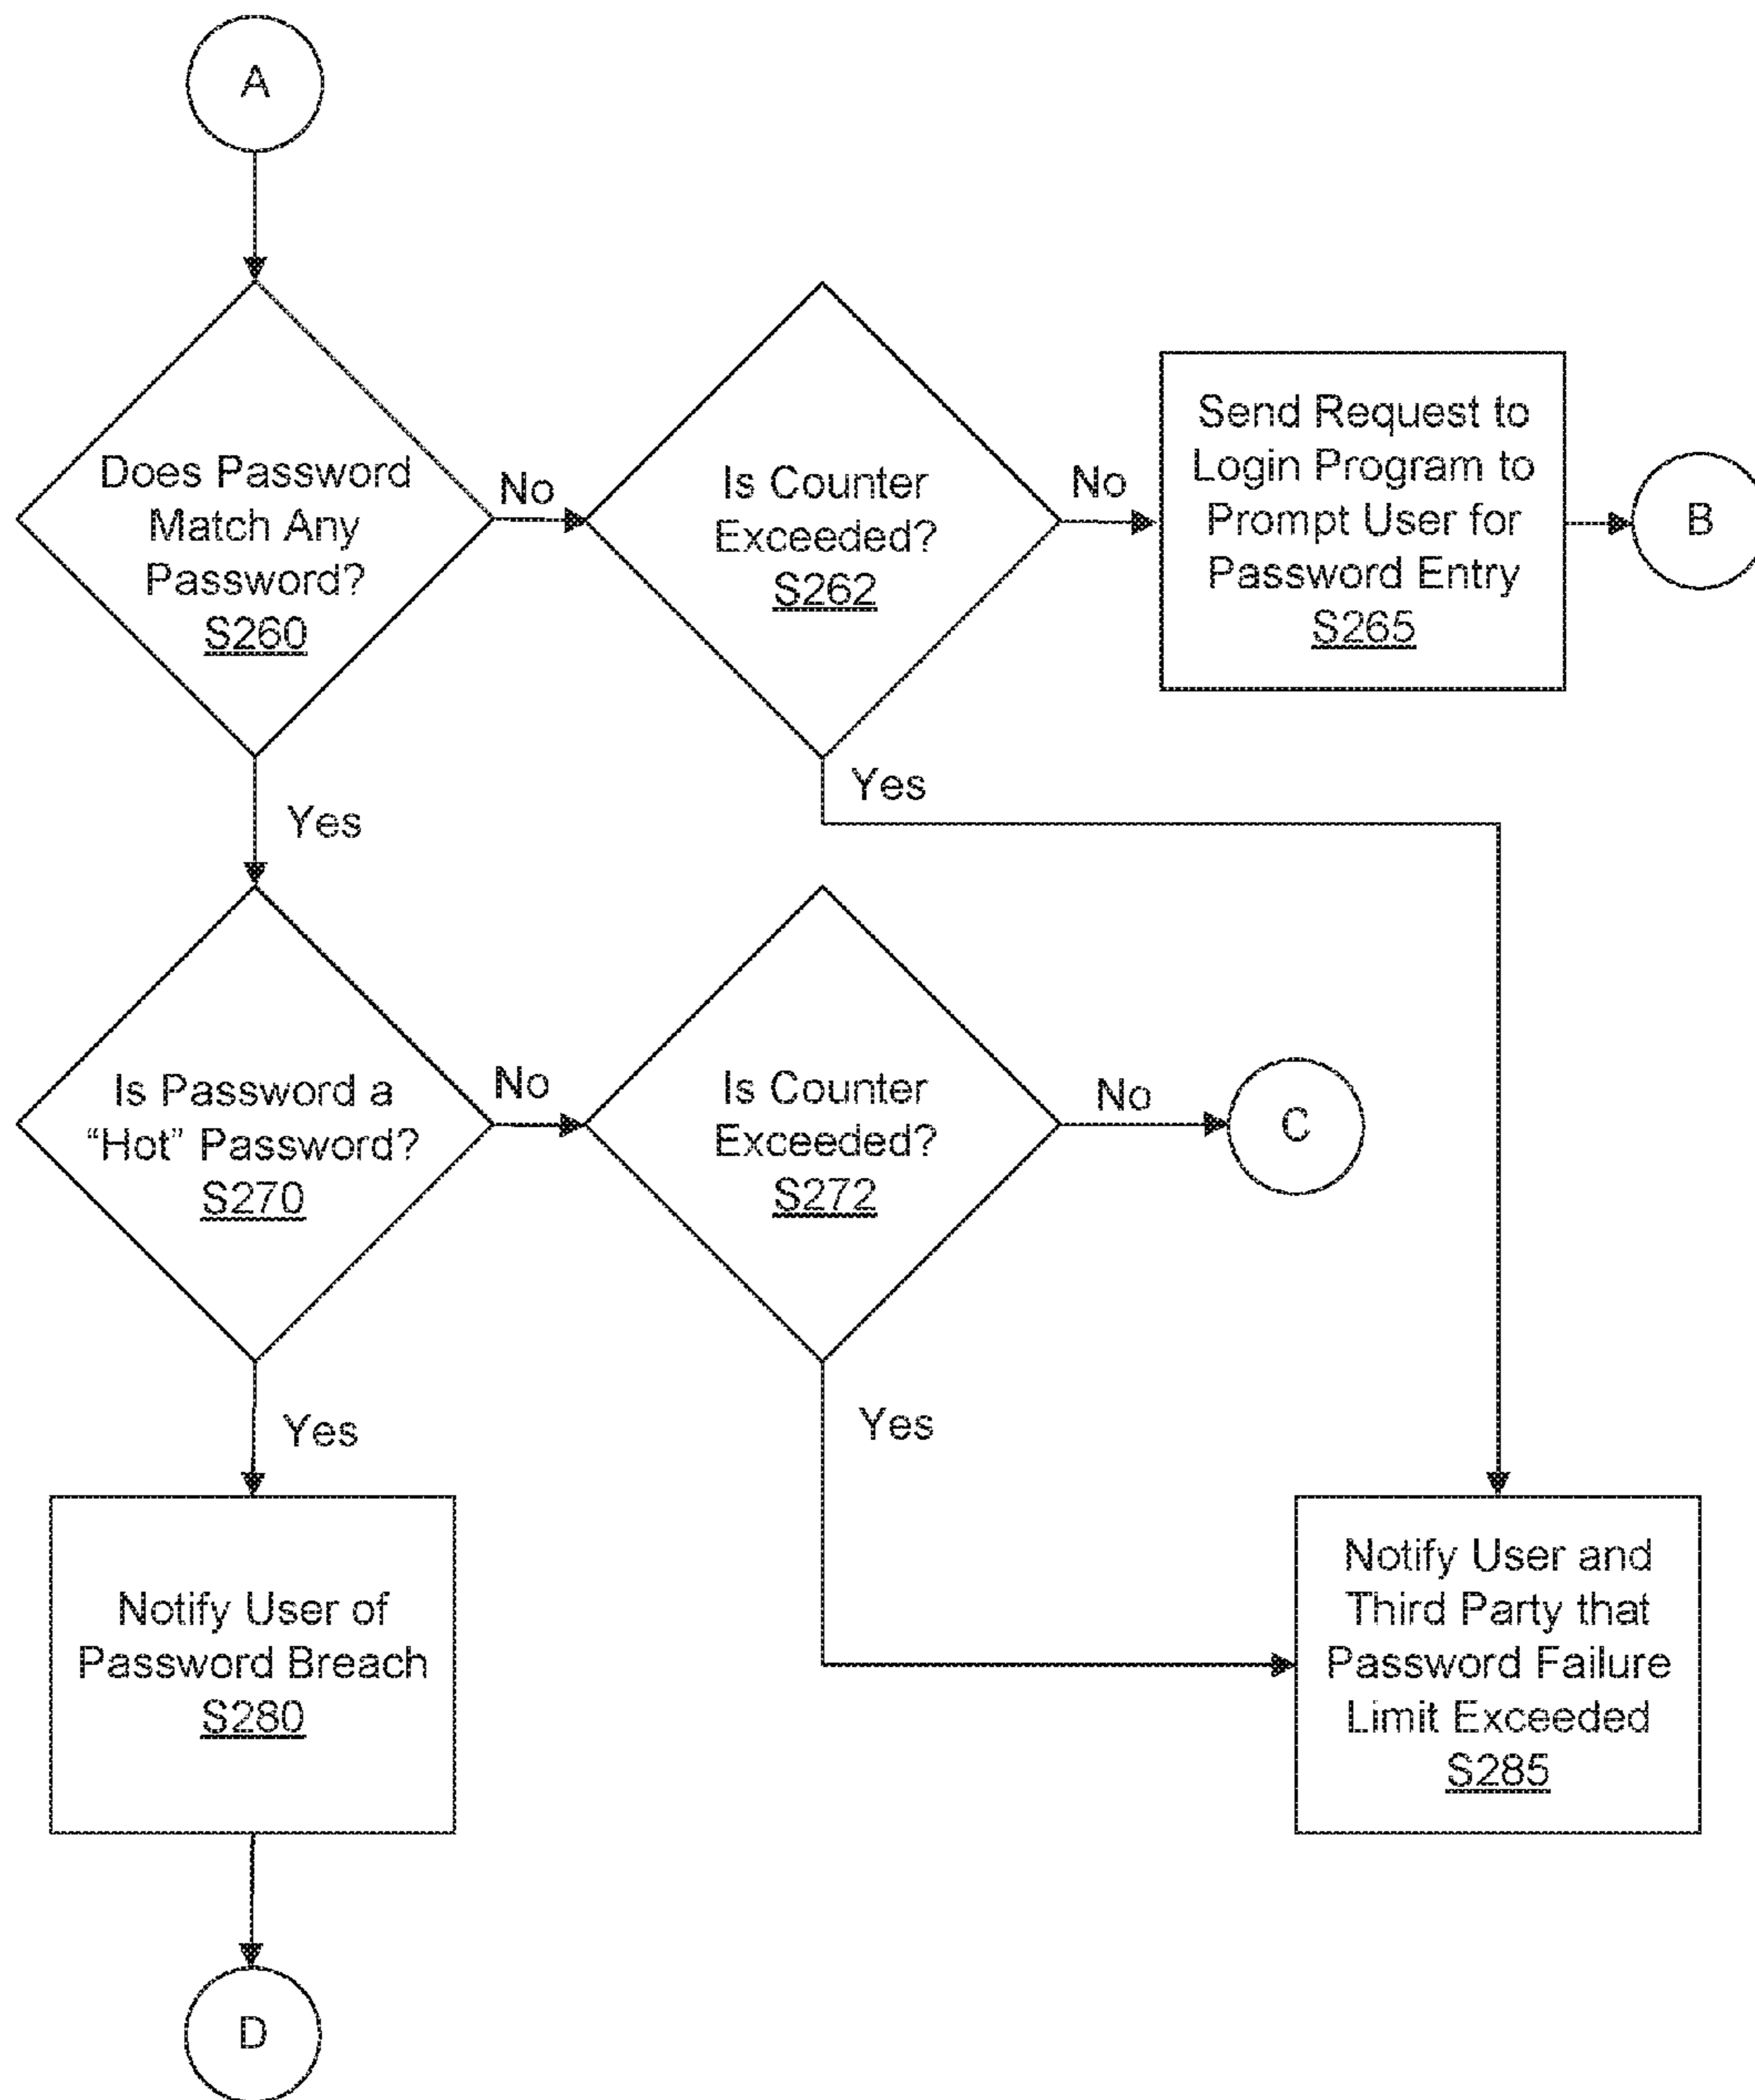 A
Does Password
Match Any
Password?
S260
No
Is Counter
Exceeded?
S262
No
Send Request to
Login Program to
Prompt User for
Password Entry
S265
B
Yes
Yes
Is Password a
“Hot” Password?
S270
No
Is Counter
Exceeded?
S272
No
C
Yes
Yes
Notify User of
Password Breach
S280
Notify User and
Third Party that
Password Failure
Limit Exceeded
S285
D